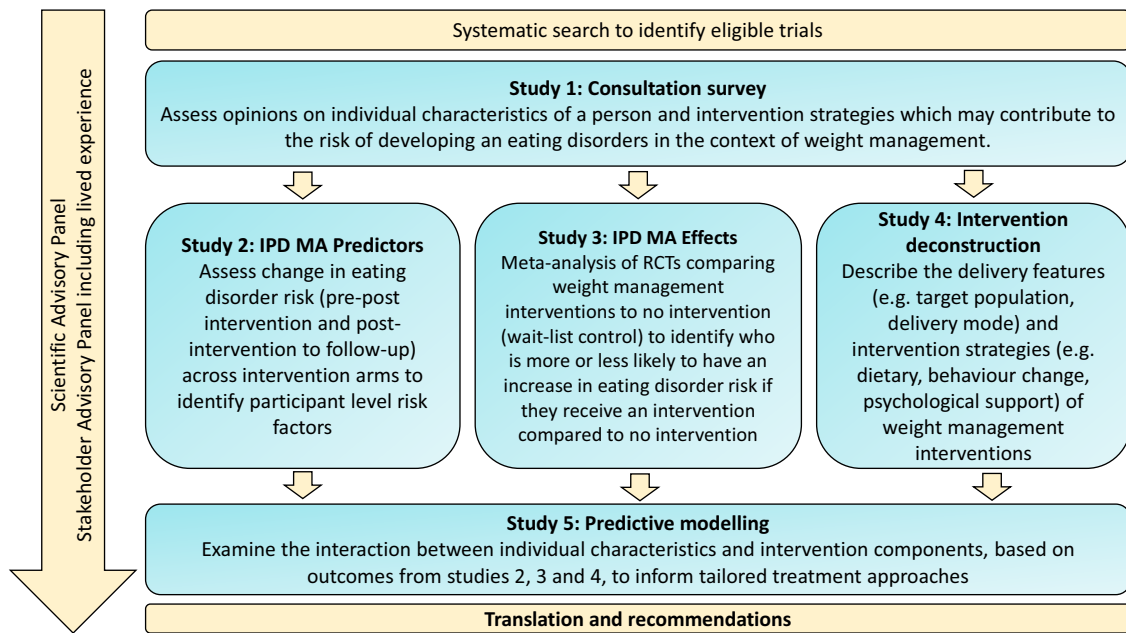 Scientific Advisory Panel
Stakeholder Advisory Panel including lived experience
Systematic search to identify eligible trials
Study 1: Consultation survey
Assess opinions on individual characteristics of a person and intervention strategies which may contribute to
the risk of developing an eating disorders in the context of weight management.
Study 2: IPD MA Predictors
Assess change in eating
disorder risk (pre-post
intervention and post-
intervention to follow-up)
across intervention arms to
identify participant level risk
factors
Study 3: IPD MA Effects
Meta-analysis of RCTs comparing
weight management
interventions to no intervention
(wait-list control) to identify who
is more or less likely to have an
increase in eating disorder risk if
they receive an intervention
compared to no intervention
Study 4: Intervention
deconstruction
Describe the delivery features
(e.g. target population,
delivery mode) and
intervention strategies (e.g.
dietary, behaviour change,
psychological support) of
weight management
interventions
Study 5: Predictive modelling
Examine the interaction between individual characteristics and intervention components, based on
outcomes from studies 2, 3 and 4, to inform tailored treatment approaches
Translation and recommendations